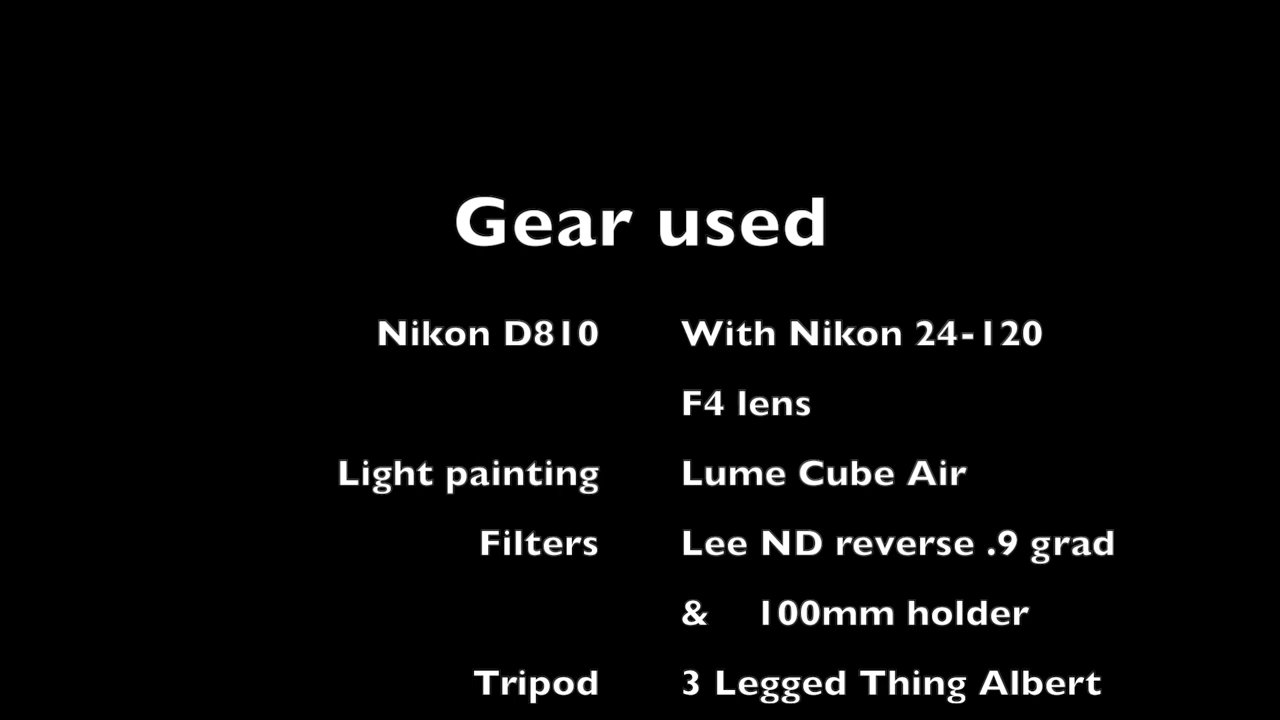 Gear used
Nikon D810 With Nikon 24-120
F4 lens
Light painting Lume Cube Air
Filters Lee ND reverse .9 grad
& 100mm holder
Tripod 3 Legged Thing Albert